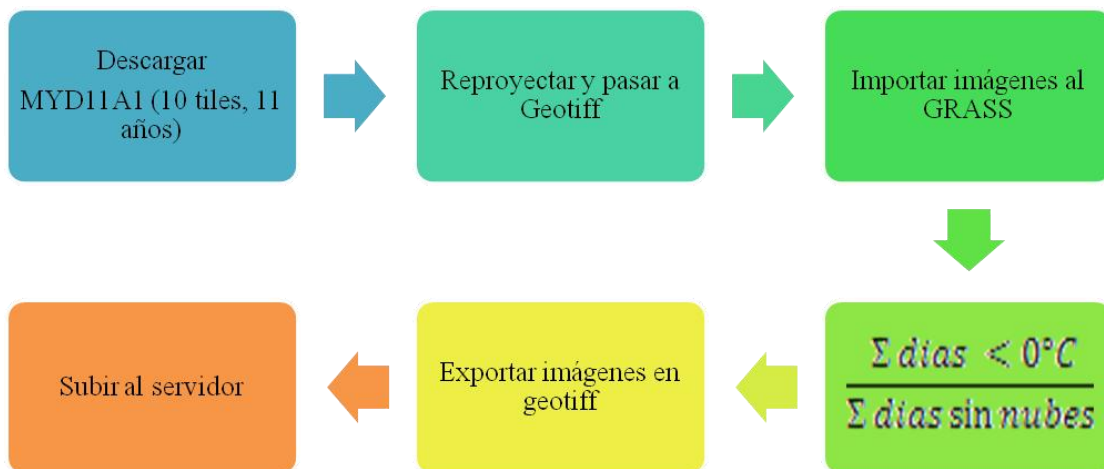 Descargar
MYD11A1 (10 tiles, 11
años)
Reproyectar y pasar a
Geotiff
Importar imágenes al
GRASS
Σ dias < 0°C
Σ dias sin nubes
Exportar imágenes en
geotiff
Subir al servidor